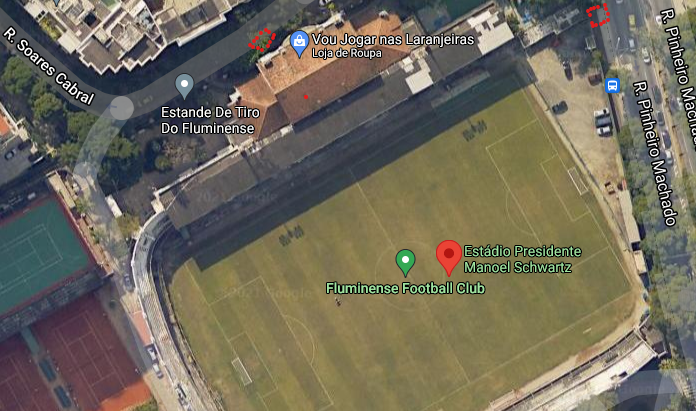 R. Soares Cabral
Vou Jogar nas Laranjeiras
Loja de Roupa
R. Pinheiro Machado
R. Pinheiro Machado
Estande De Tiro
Do Fluminense
Estádio Presidente
Manoel Schwartz
Fluminense Football Club